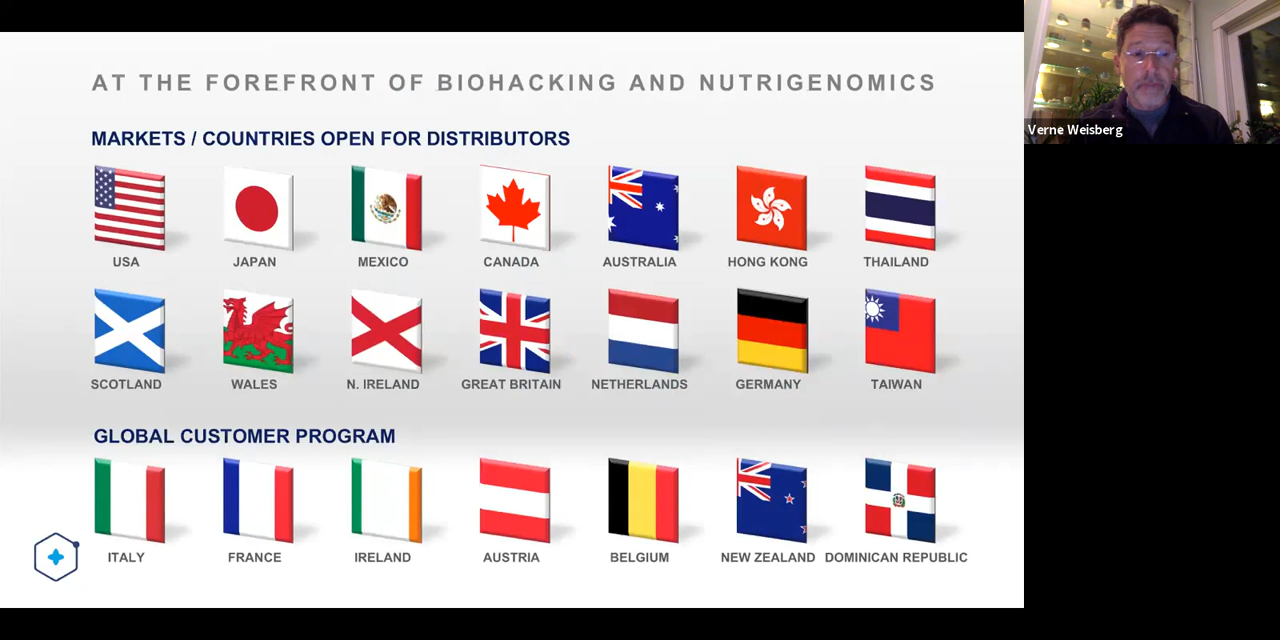 AT THE FOREFRONT OF BIOHACKING AND NUTRIGENOMICS
MARKETS / COUNTRIES OPEN FOR DISTRIBUTORS
USA JAPAN MEXICO CANADA AUSTRALIA HONG KONG THAILAND
SCOTLAND WALES N. IRELAND GREAT BRITAIN NETHERLANDS GERMANY TAIWAN
GLOBAL CUSTOMER PROGRAM
ITALY FRANCE IRELAND AUSTRIA BELGIUM NEW ZEALAND DOMINICAN REPUBLIC
Verne Weisberg